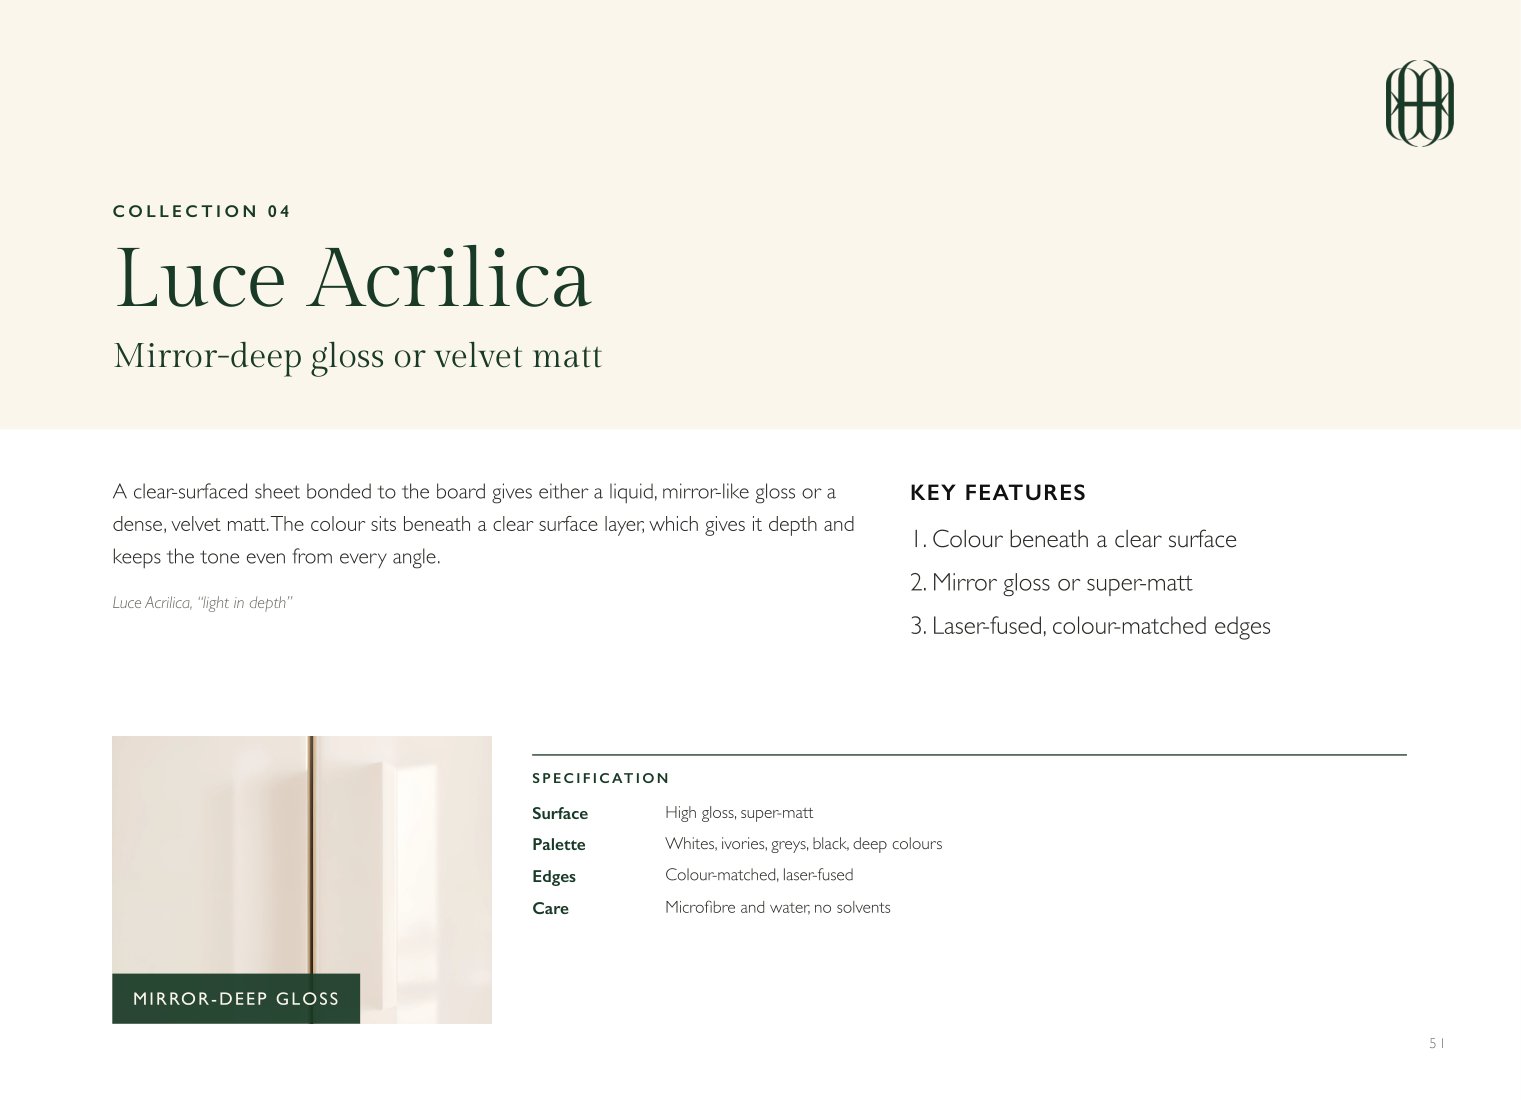 COLLECTION 04
Luce Acrilica
Mirror-deep gloss or velvet matt
A clear-surfaced sheet bonded to the board gives either a liquid, mirror-like gloss or a
dense, velvet matt. The colour sits beneath a clear surface layer, which gives it depth and
keeps the tone even from every angle.
Luce Acrilica, “light in depth”
KEY FEATURES
1. Colour beneath a clear surface
2. Mirror gloss or super-matt
3. Laser-fused, colour-matched edges
MIRROR-DEEP GLOSS
SPECIFICATION
Surface High gloss, super-matt
Palette Whites, ivories, greys, black, deep colours
Edges Colour-matched, laser-fused
Care Microfibre and water, no solvents
51